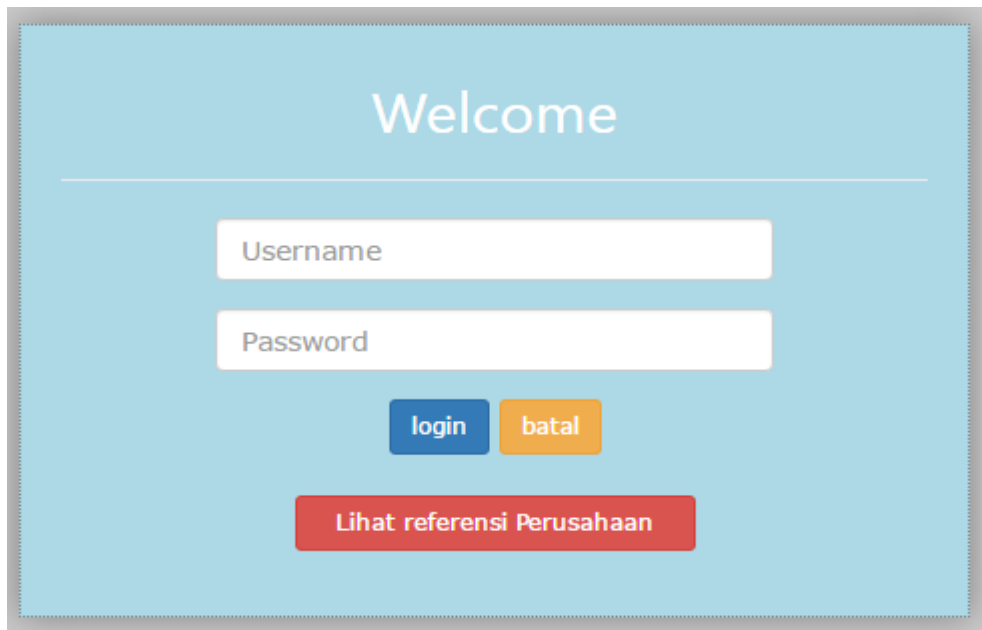 Welcome
Username
Password
login batal
Lihat referensi Perusahaan